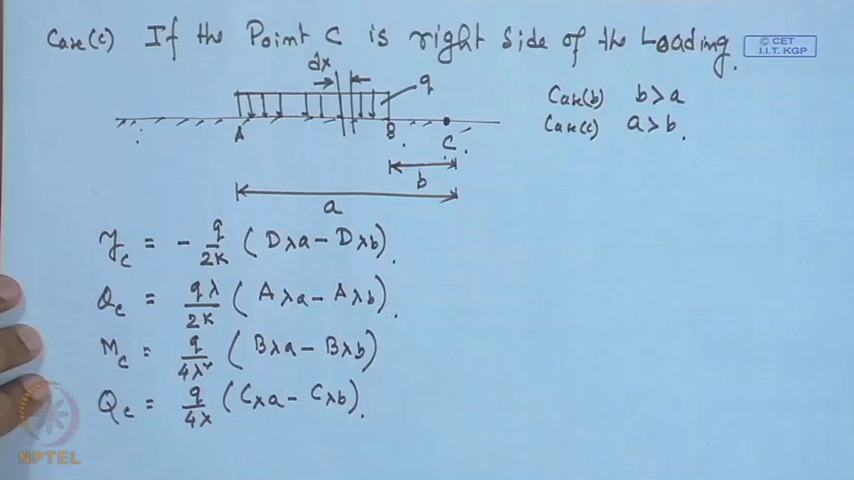 Case(c) If the Point C is right side of the Loading.
© CET
I.I.T. KGP
dx
q
Case(b) b>a
Case(c) a>b.
A
B
C
b
a
y_c = - q/2K (Dλa - Dλb).
Q_c = qλ/2K (Aλa - Aλb).
M_c = q/4λ² (Bλa - Bλb)
Q_c = q/4λ (Cλa - Cλb).
NPTEL